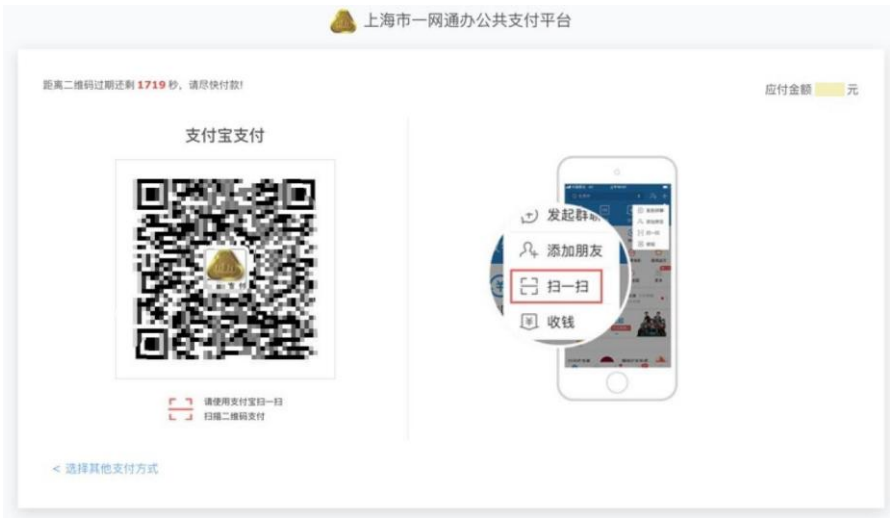 上海市一网通办公共支付平台
距离二维码过期还剩 1719 秒，请尽快付款!
应付金额 元
支付宝支付
发起群
添加朋友
扫一扫
收钱
请使用支付宝扫一扫
扫描二维码支付
< 选择其他支付方式